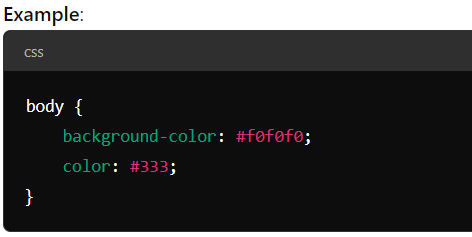 Example:
css
body {
    background-color: #f0f0f0;
    color: #333;
}